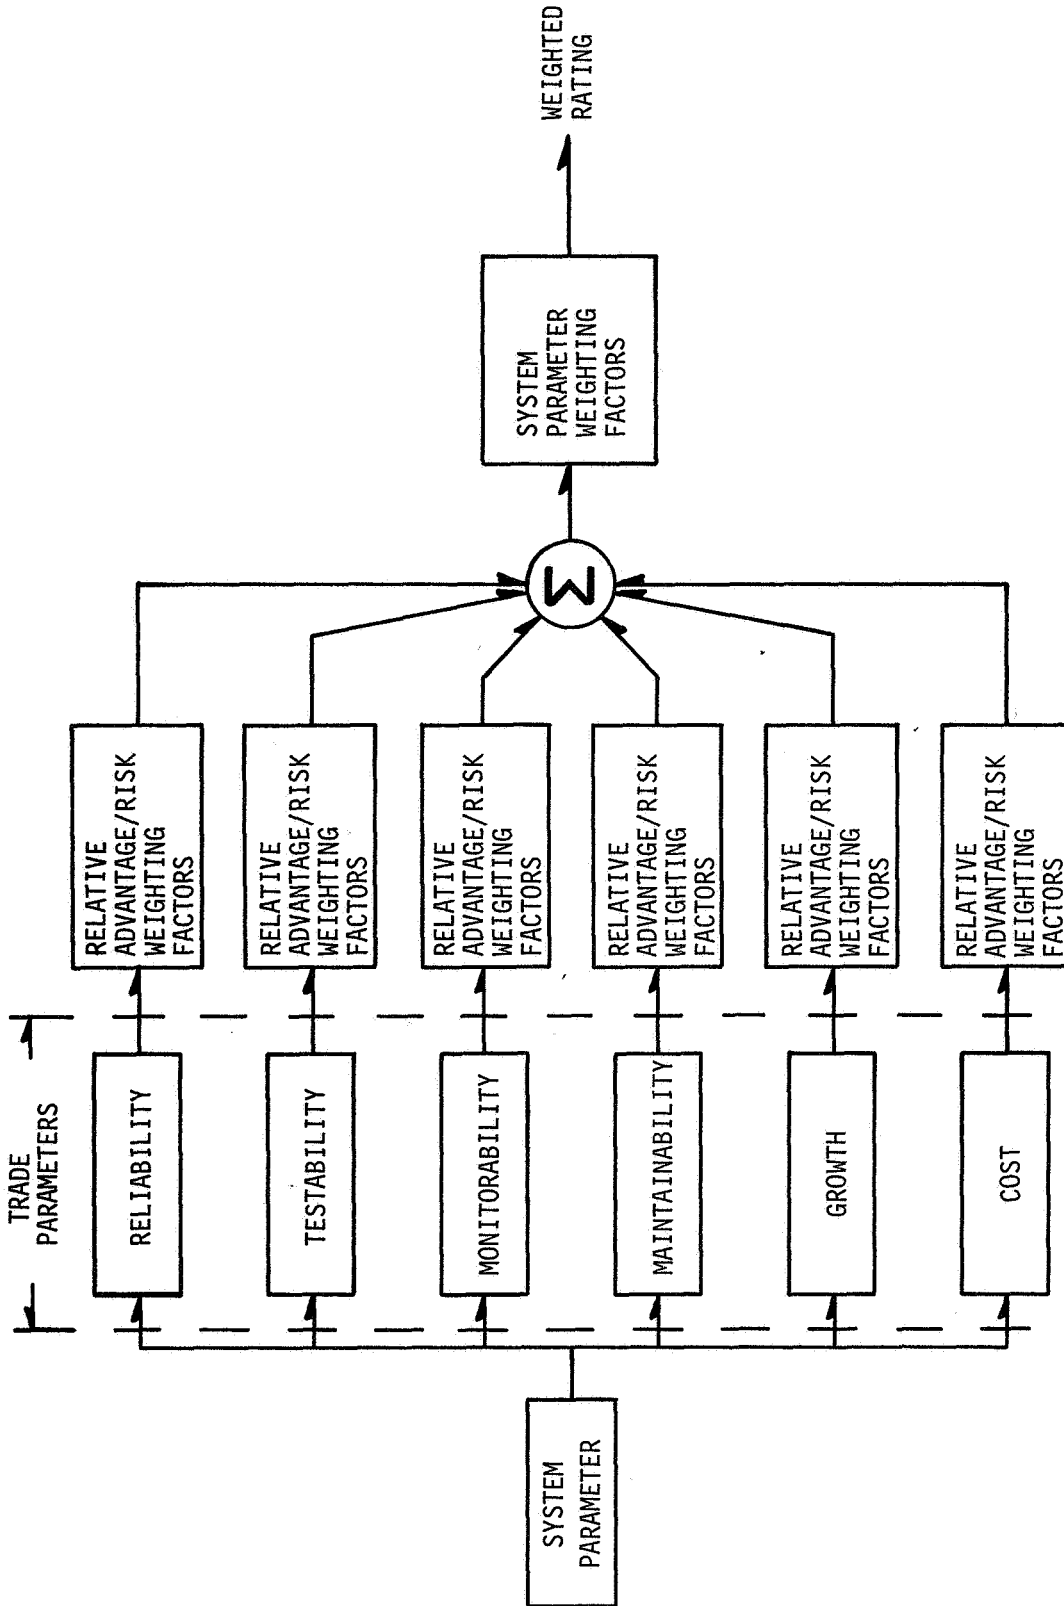 TRADE
PARAMETERS
SYSTEM
PARAMETER
RELIABILITY
RELATIVE
ADVANTAGE/RISK
WEIGHTING
FACTORS
TESTABILITY
RELATIVE
ADVANTAGE/RISK
WEIGHTING
FACTORS
MONITORABILITY
RELATIVE
ADVANTAGE/RISK
WEIGHTING
FACTORS
MAINTAINABILITY
RELATIVE
ADVANTAGE/RISK
WEIGHTING
FACTORS
GROWTH
RELATIVE
ADVANTAGE/RISK
WEIGHTING
FACTORS
COST
RELATIVE
ADVANTAGE/RISK
WEIGHTING
FACTORS
Σ
SYSTEM
PARAMETER
WEIGHTING
FACTORS
WEIGHTED
RATING